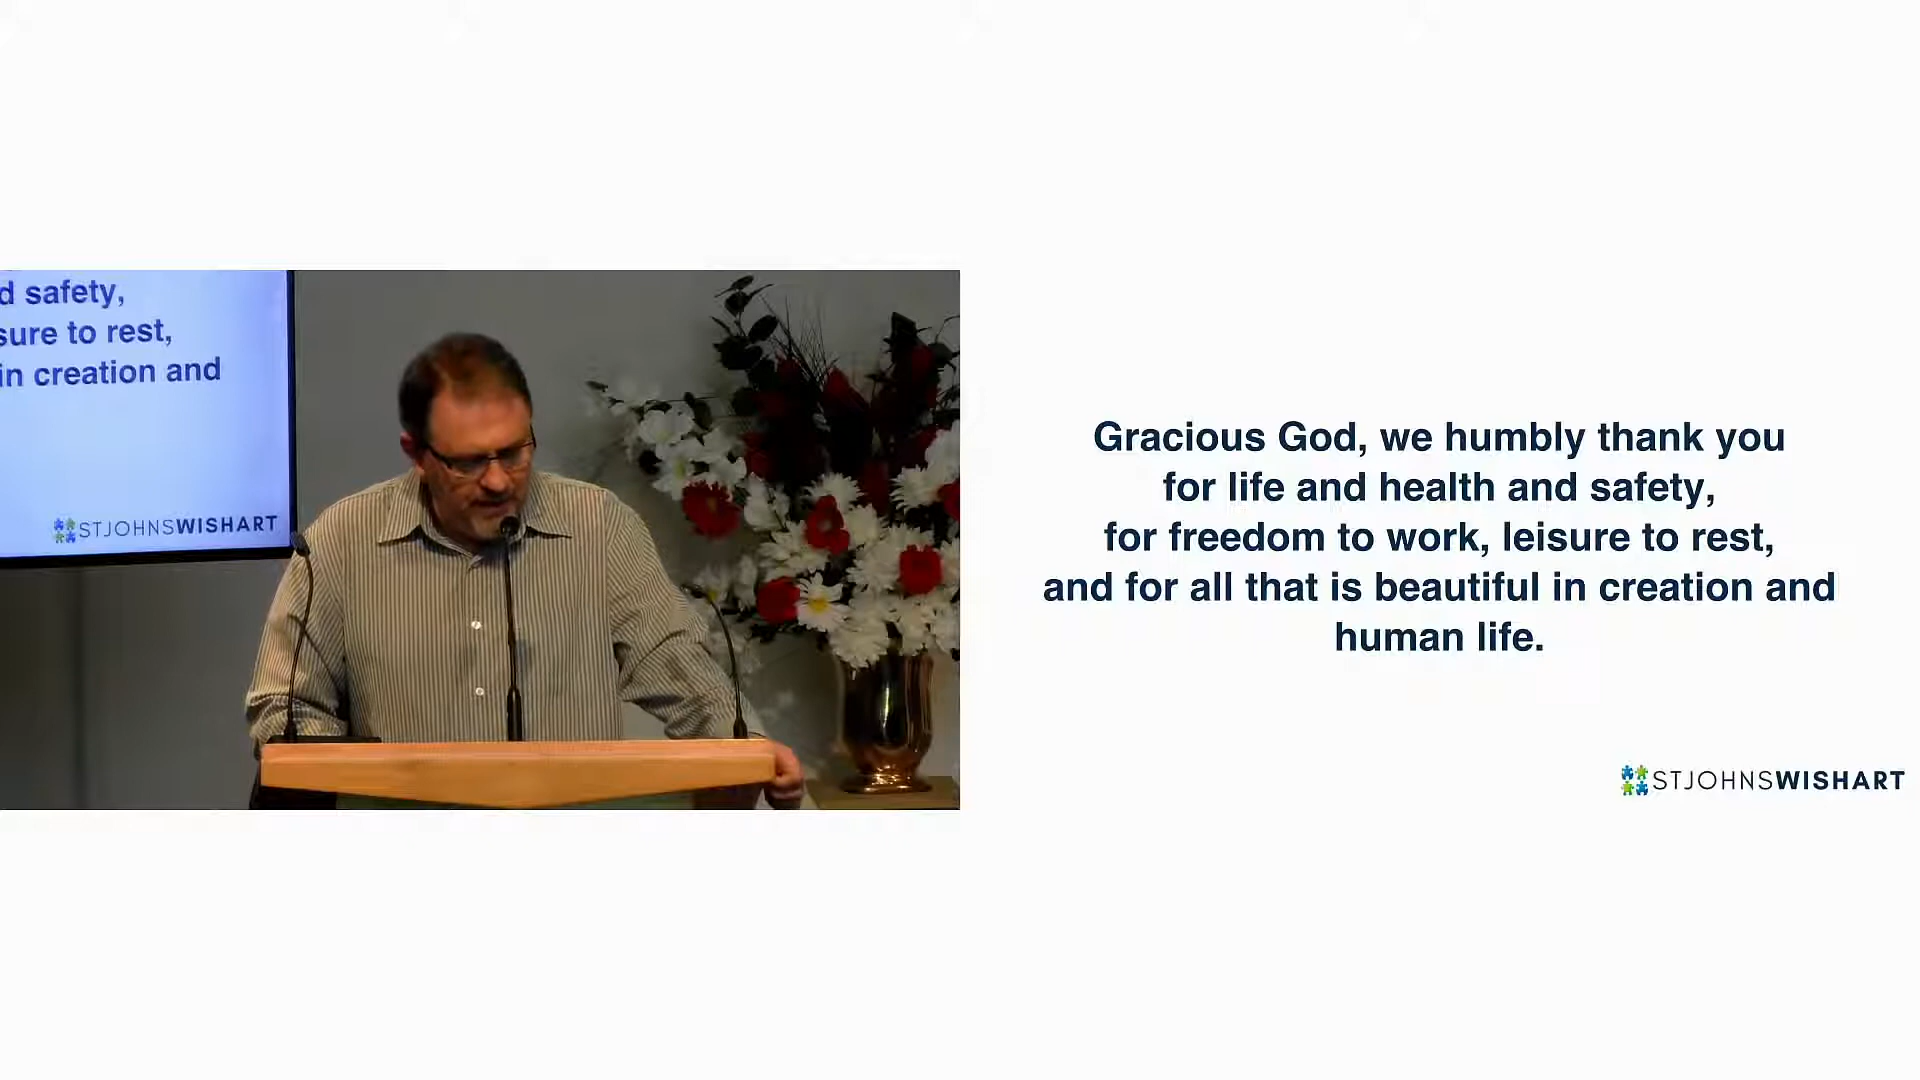 d safety,
sure to rest,
in creation and
STJOHNSWISHART
Gracious God, we humbly thank you
for life and health and safety,
for freedom to work, leisure to rest,
and for all that is beautiful in creation and
human life.
STJOHNSWISHART